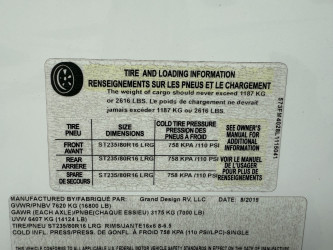 TIRE AND LOADING INFORMATION
RENSEIGNEMENTS SUR LES PNEUS ET LE CHARGEMENT
The weight of cargo should never exceed 1187 KG
or 2616 LBS. Le poids de chargement ne devrait
jamais excéder 1187 KG ou 2616 LBS.
TIRE
PNEU
SIZE
DIMENSIONS
COLD TIRE PRESSURE
PRESSION DES
PNEUS À FROID
SEE OWNER'S
MANUAL FOR
ADDITIONAL
INFORMATION
FRONT
AVANT
ST235/80R16 LRG
758 KPA /110 PSI
REAR
ARRIÈRE
ST235/80R16 LRG
758 KPA /110 PSI
VOIR LE MANUEL
DE L'USAGER
POUR PLUS DE
RENSEIGNEMENTS
SPARE
DE SECOURS
ST235/80R16 LRG
758 KPA /110 PSI
MANUFACTURED BY/FABRIQUÉ PAR: Grand Design RV, LLC DATE: 8/2015
GVWR/PNBV 7620 KG (16800 LB)
GAWR (EACH AXLE)/PNBE(CHAQUE ESSIEU) 3175 KG (7000 LB)
UVW 6407 KG (14124 LB)
TIRE/PNEU ST235/80R16 LRG RIMS/JANTE16x6 6-6.5
COLD INFL. PRESS/PRESS. DE GONFL. À FROID 758 KPA (110 PSI/LPC)-SINGLE